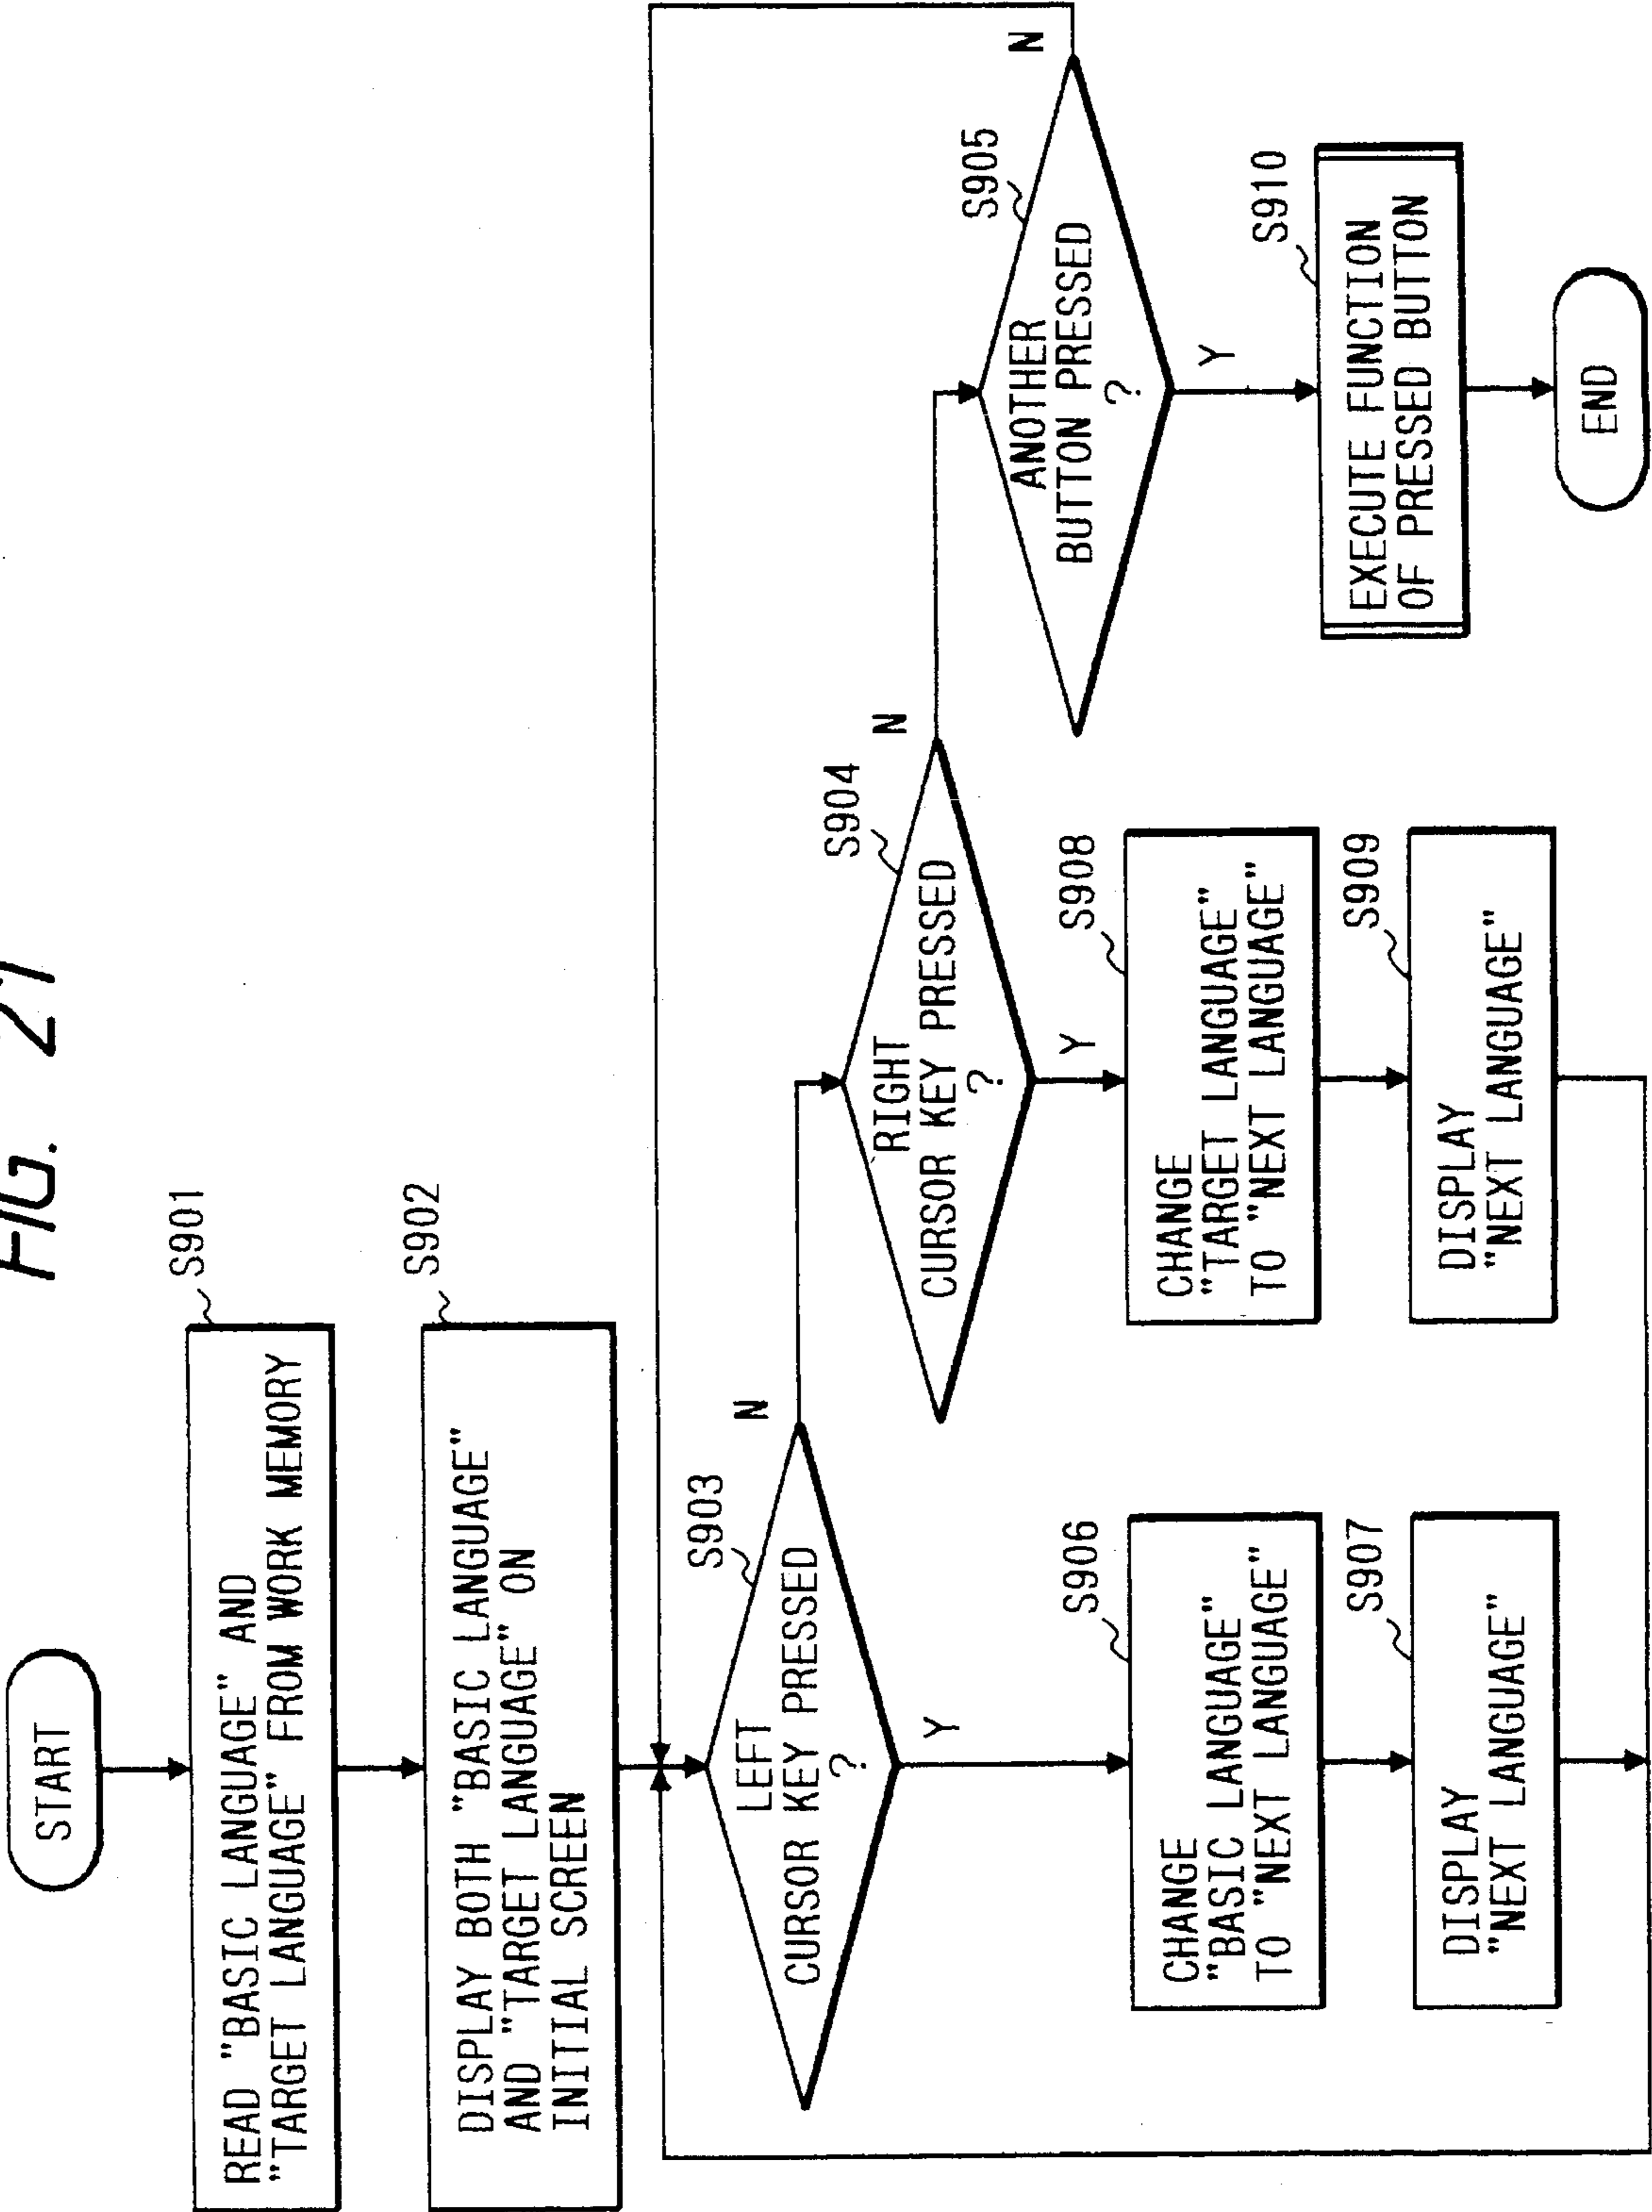 FIG. 21
START
S901
READ "BASIC LANGUAGE" AND
"TARGET LANGUAGE" FROM WORK MEMORY
S902
DISPLAY BOTH "BASIC LANGUAGE"
AND "TARGET LANGUAGE" ON
INITIAL SCREEN
S903
LEFT
CURSOR KEY PRESSED
?
N
Y
S904
RIGHT
CURSOR KEY PRESSED
?
N
Y
S905
ANOTHER
BUTTON PRESSED
?
N
Y
S906
CHANGE
"BASIC LANGUAGE"
TO "NEXT LANGUAGE"
S907
DISPLAY
"NEXT LANGUAGE"
S908
CHANGE
"TARGET LANGUAGE"
TO "NEXT LANGUAGE"
S909
DISPLAY
"NEXT LANGUAGE"
S910
EXECUTE FUNCTION
OF PRESSED BUTTON
END